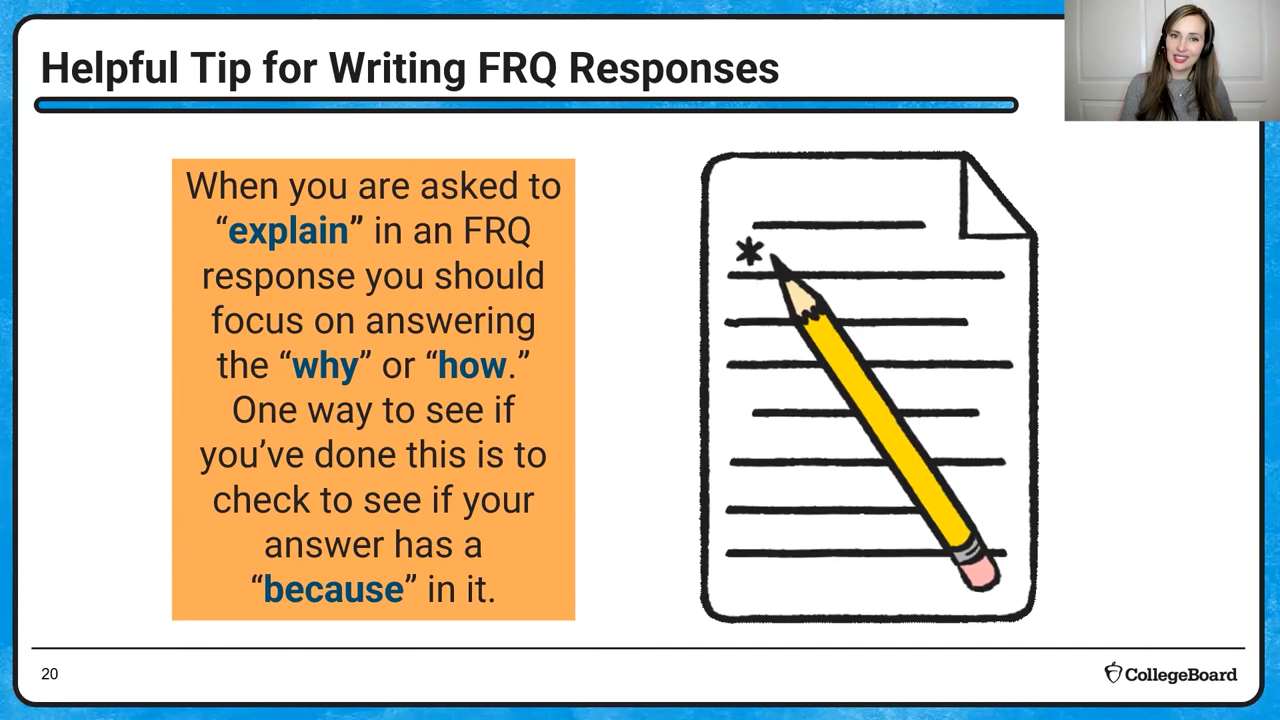 Helpful Tip for Writing FRQ Responses
When you are asked to
“explain” in an FRQ
response you should
focus on answering
the “why” or “how.”
One way to see if
you’ve done this is to
check to see if your
answer has a
“because” in it.
*
20
CollegeBoard